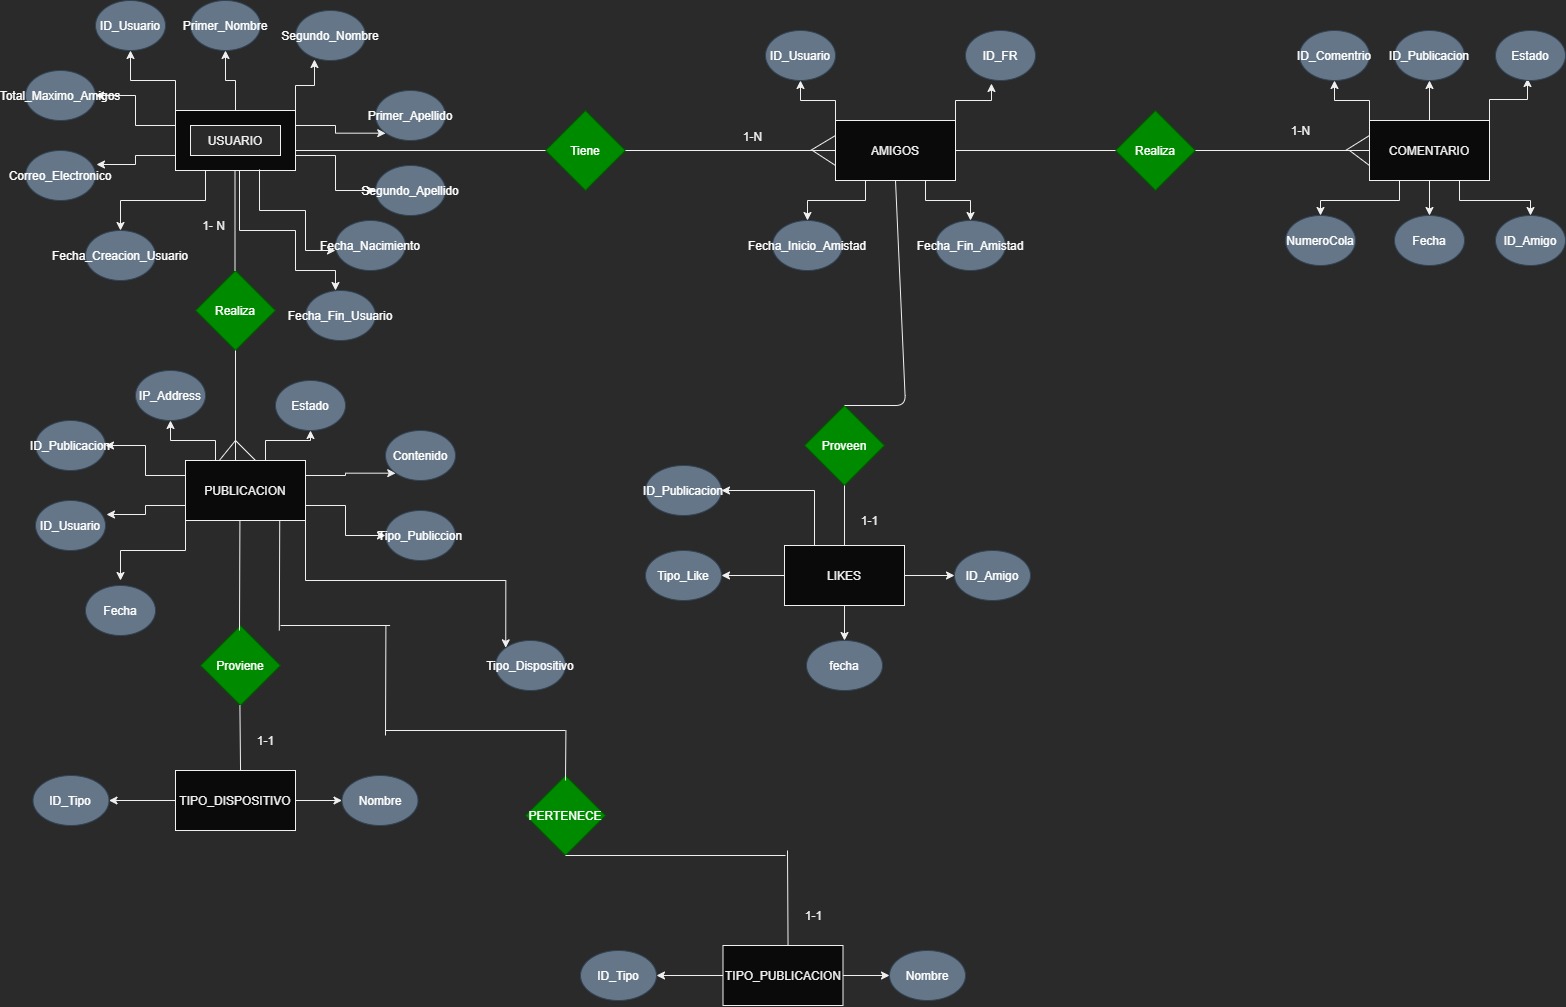 ID_Usuario
Primer_Nombre
Segundo_Nombre
Total_Maximo_Amigos
Primer_Apellido
USUARIO
Correo_Electronico
Segundo_Apellido
Fecha_Creacion_Usuario
Fecha_Nacimiento
Fecha_Fin_Usuario
1- N
Tiene
1-N
ID_Usuario
ID_FR
AMIGOS
Fecha_Inicio_Amistad
Fecha_Fin_Amistad
Realiza
1-N
ID_Comentrio
ID_Publicacion
Estado
COMENTARIO
NumeroCola
Fecha
ID_Amigo
Realiza
IP_Address
Estado
ID_Publicacion
Contenido
PUBLICACION
ID_Usuario
Tipo_Publiccion
Fecha
Tipo_Dispositivo
Proveen
ID_Publicacion
1-1
Tipo_Like
LIKES
ID_Amigo
fecha
Proviene
1-1
ID_Tipo
TIPO_DISPOSITIVO
Nombre
PERTENECE
1-1
ID_Tipo
TIPO_PUBLICACION
Nombre